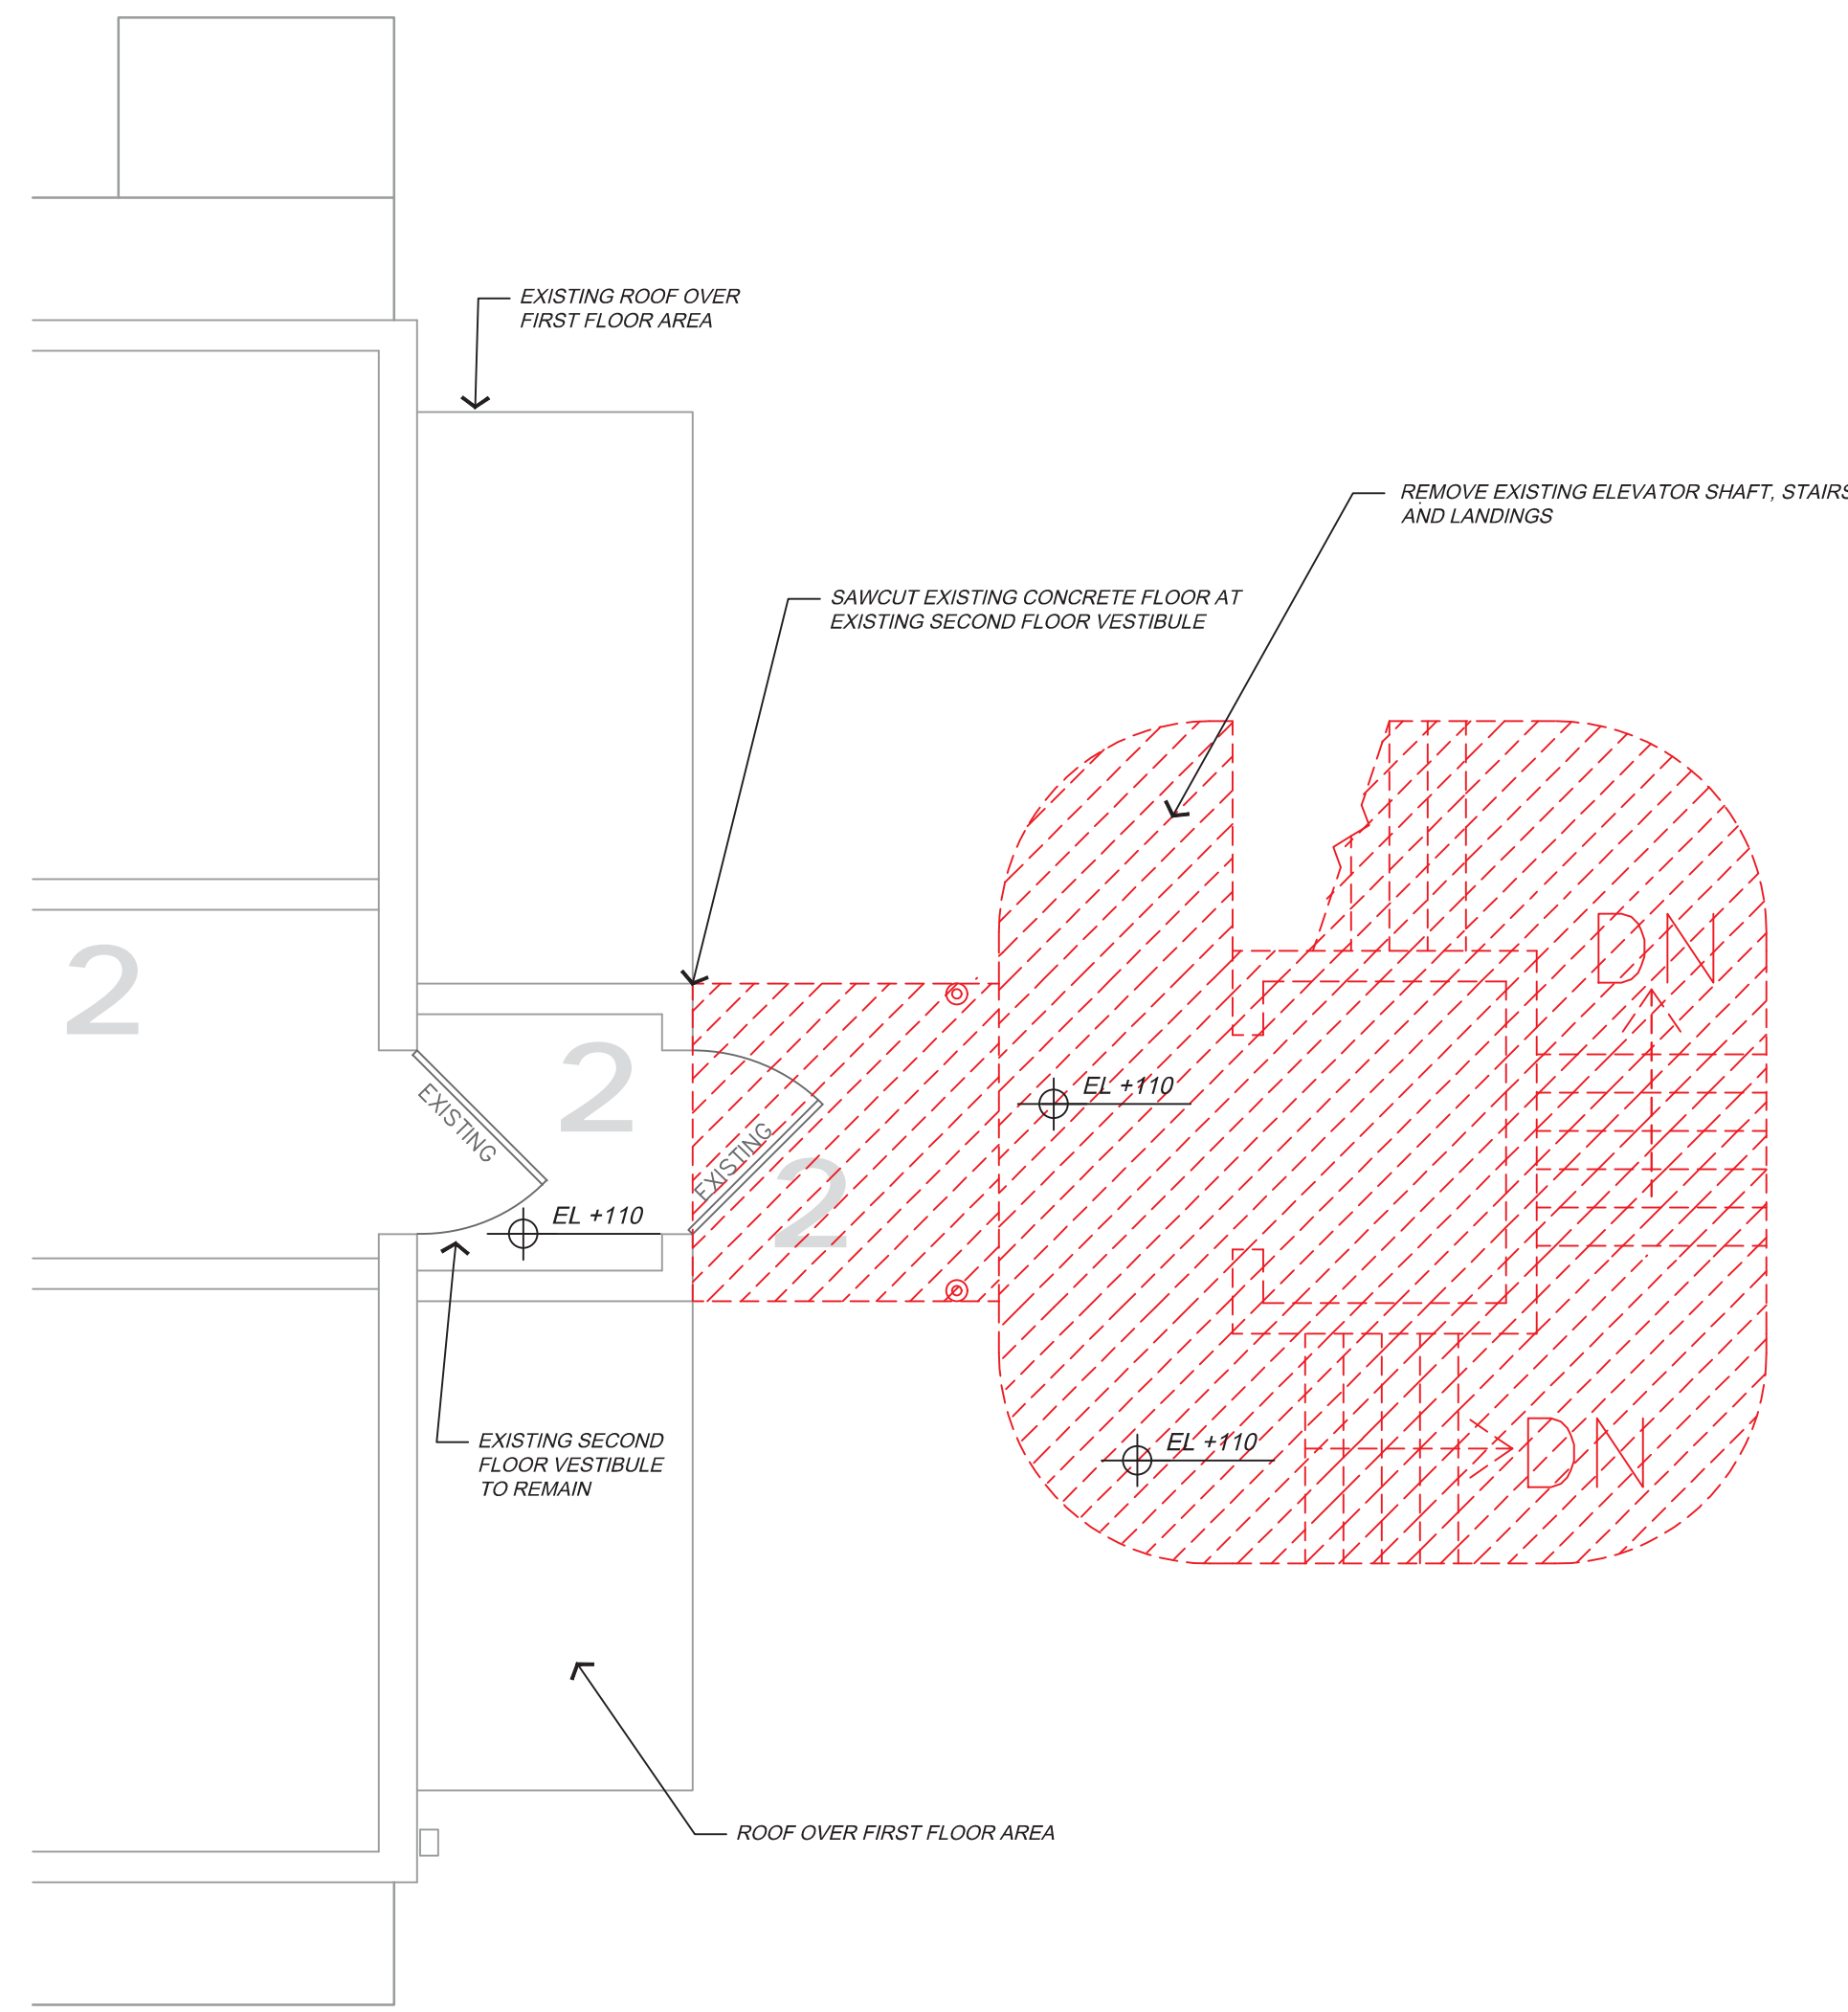 EXISTING ROOF OVER
FIRST FLOOR AREA
REMOVE EXISTING ELEVATOR SHAFT, STAIRS
AND LANDINGS
SAWCUT EXISTING CONCRETE FLOOR AT
EXISTING SECOND FLOOR VESTIBULE
DN
2
2
EXISTING
EL +110
EXISTING
2
EL +110
EL +110
DN
EXISTING SECOND
FLOOR VESTIBULE
TO REMAIN
ROOF OVER FIRST FLOOR AREA